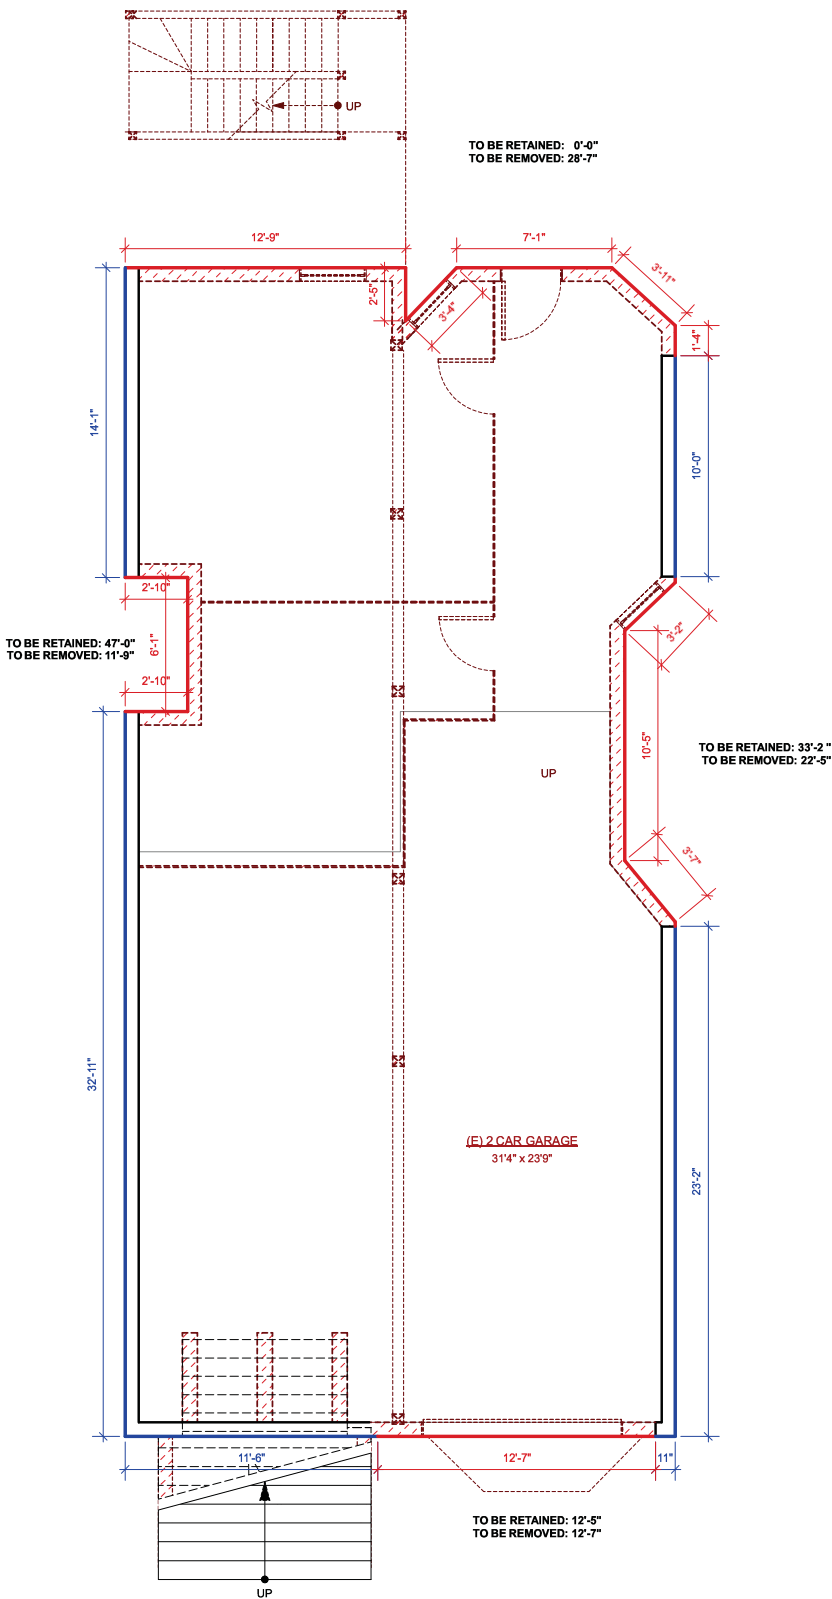 UP
TO BE RETAINED: 0'-0"
TO BE REMOVED: 28'-7"
12'-9"
7'-1"
3'-11"
2'-5"
3'-4"
1'-4"
14'-1"
10'-0"
2'-10"
6'-1"
3'-2"
TO BE RETAINED: 47'-0"
TO BE REMOVED: 11'-9"
2'-10"
10'-5"
TO BE RETAINED: 33'-2 "
TO BE REMOVED: 22'-5"
UP
3'-7"
32'-11"
(E) 2 CAR GARAGE
31'4" x 23'9"
23'-2"
11'-6"
12'-7"
11"
TO BE RETAINED: 12'-5"
TO BE REMOVED: 12'-7"
UP